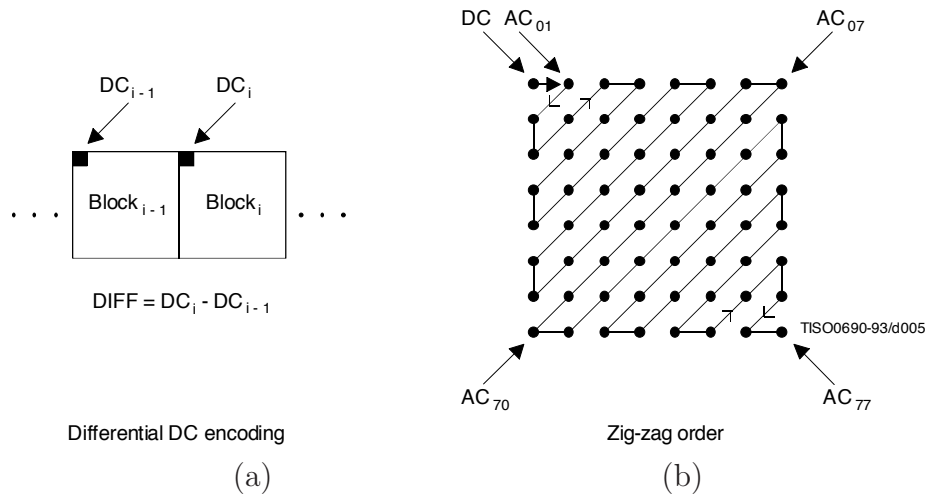 DC i - 1
DC i
Block i - 1
Block i
. . .
. . .
DIFF = DC i - DC i - 1
Differential DC encoding
(a)
DC AC 01
AC 07
TISO0690-93/d005
AC 70
AC 77
Zig-zag order
(b)